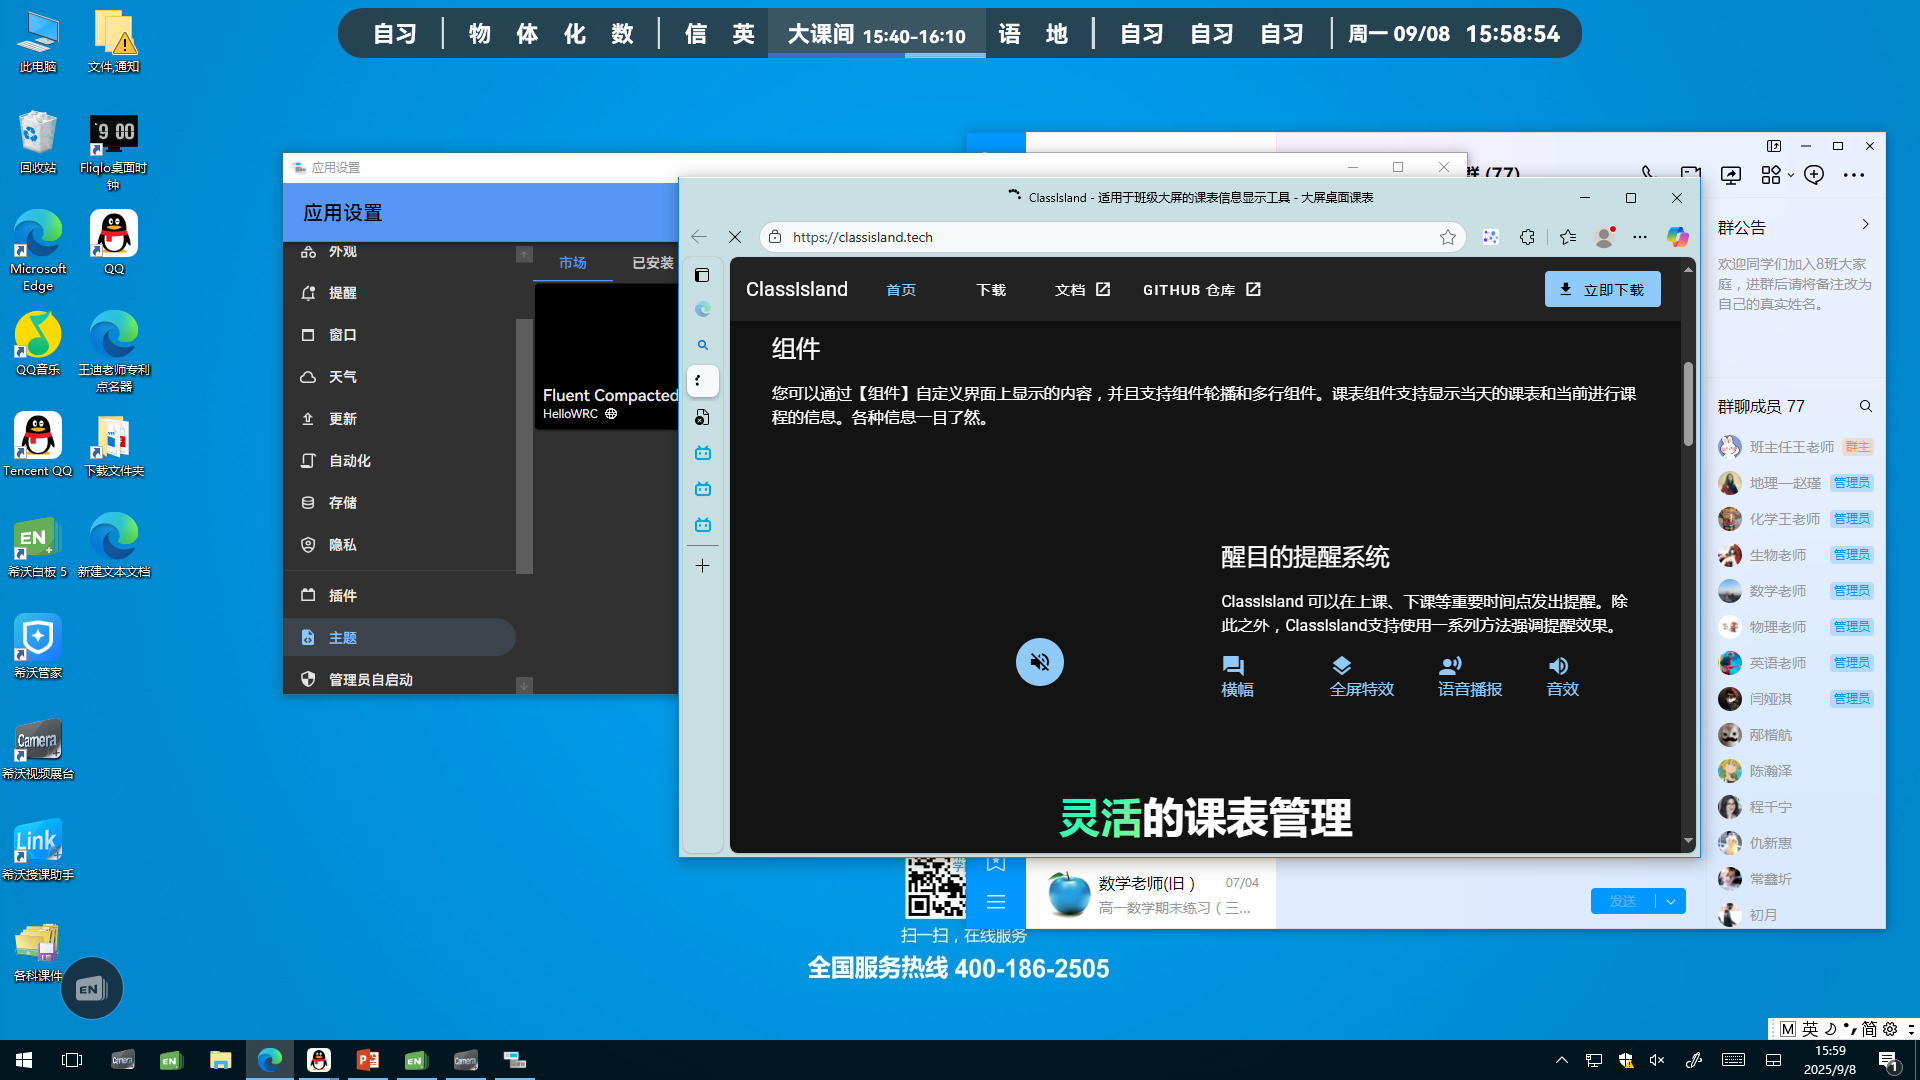 自习 | 物 体 化 数 | 信 英 大课间 15:40-16:10 语 地 | 自习 自习 自习 | 周一 09/08 15:58:54
此电脑
文件,通知
回收站
Fliqlo桌面时钟
Microsoft Edge
QQ
QQ音乐
王迪老师专利点名器
Tencent QQ
下载文件夹
EN
希沃白板 5
新建文本文档
希沃管家
Camera
希沃视频展台
Link
希沃授课助手
各科课件
EN
应用设置
应用设置
外观
提醒
窗口
天气
更新
自动化
存储
隐私
插件
主题
管理员自启动
市场
已安装
Fluent Compacted
HelloWRC
ClassIsland - 适用于班级大屏的课表信息显示工具 - 大屏桌面课表
https://classisland.tech
ClassIsland
首页
下载
文档
GITHUB 仓库
立即下载
组件
您可以通过【组件】自定义界面上显示的内容，并且支持组件轮播和多行组件。课表组件支持显示当天的课表和当前进行课
程的信息。各种信息一目了然。
醒目的提醒系统
ClassIsland 可以在上课、下课等重要时间点发出提醒。除
此之外，ClassIsland支持使用一系列方法强调提醒效果。
横幅
全屏特效
语音播报
音效
灵活的课表管理
群 (77)
群公告
欢迎同学们加入8班大家
庭，进群后请将备注改为
自己的真实姓名。
群聊成员 77
班主任王老师 群主
地理—赵瑾 管理员
化学王老师 管理员
生物老师 管理员
数学老师 管理员
物理老师 管理员
英语老师 管理员
闫娅淇 管理员
邴楷航
陈瀚泽
程千宁
仇新惠
常鑫圻
初月
数学老师(旧） 07/04
高一数学期末练习（三...
发送
扫一扫，在线服务
全国服务热线 400-186-2505
M 英 简
15:59
2025/9/8
1